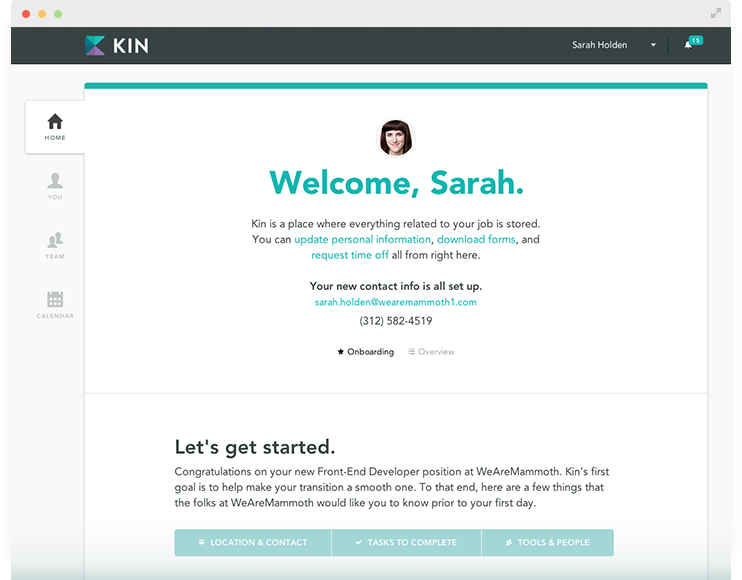 KIN
Sarah Holden
15
HOME
YOU
TEAM
CALENDAR
Welcome, Sarah.
Kin is a place where everything related to your job is stored.
You can update personal information, download forms, and
request time off all from right here.
Your new contact info is all set up.
sarah.holden@wearemammoth1.com
(312) 582-4519
Onboarding
Overview
Let's get started.
Congratulations on your new Front-End Developer position at WeAreMammoth. Kin’s first
goal is to help make your transition a smooth one. To that end, here are a few things that
the folks at WeAreMammoth would like you to know prior to your first day.
LOCATION & CONTACT
TASKS TO COMPLETE
TOOLS & PEOPLE